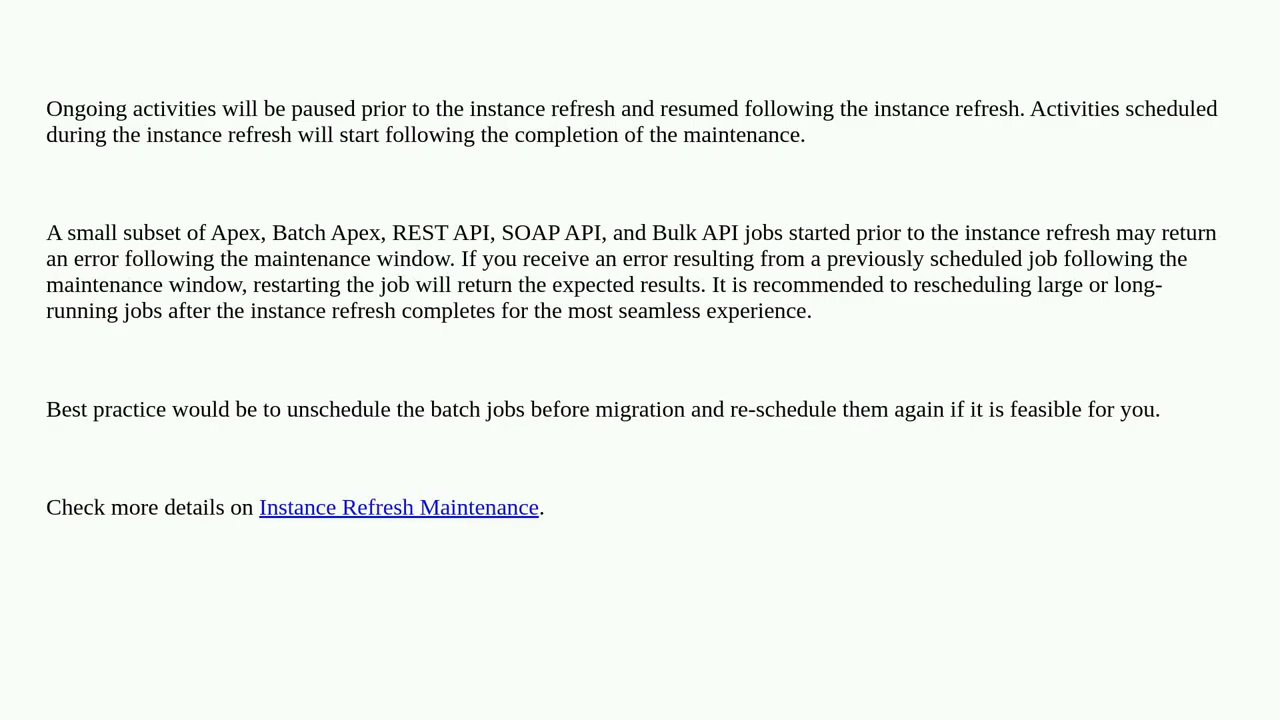 Ongoing activities will be paused prior to the instance refresh and resumed following the instance refresh. Activities scheduled
during the instance refresh will start following the completion of the maintenance.
A small subset of Apex, Batch Apex, REST API, SOAP API, and Bulk API jobs started prior to the instance refresh may return
an error following the maintenance window. If you receive an error resulting from a previously scheduled job following the
maintenance window, restarting the job will return the expected results. It is recommended to rescheduling large or long-
running jobs after the instance refresh completes for the most seamless experience.
Best practice would be to unschedule the batch jobs before migration and re-schedule them again if it is feasible for you.
Check more details on Instance Refresh Maintenance.